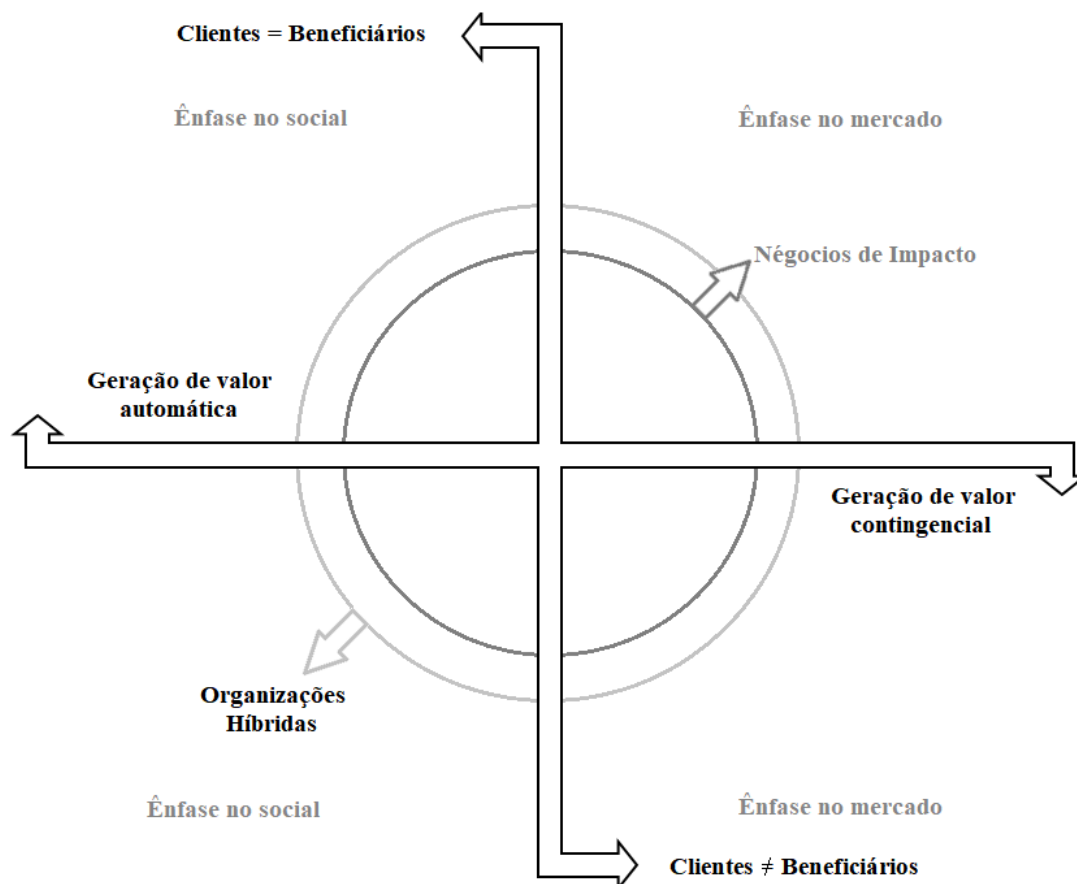 Clientes = Beneficiários
Ênfase no social
Ênfase no mercado
Négocios de Impacto
Geração de valor
automática
Geração de valor
contingencial
Organizações
Híbridas
Ênfase no social
Ênfase no mercado
Clientes ≠ Beneficiários